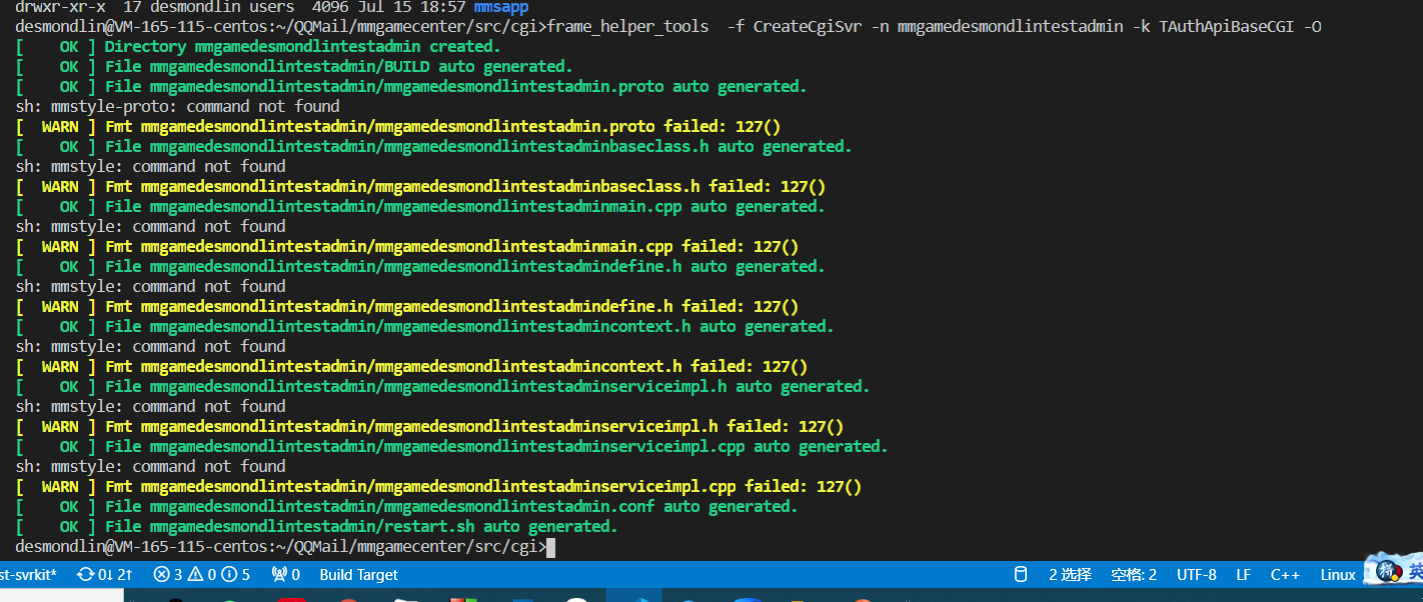 drwxr-xr-x  17 desmondlin users  4096 Jul 15 18:57 mmsapp
desmondlin@VM-165-115-centos:~/QQMail/mmgamecenter/src/cgi>frame_helper_tools  -f CreateCgiSvr -n mmgamedesmondlintestadmin -k TAuthApiBaseCGI -O
[    OK ] Directory mmgamedesmondlintestadmin created.
[    OK ] File mmgamedesmondlintestadmin/BUILD auto generated.
[    OK ] File mmgamedesmondlintestadmin/mmgamedesmondlintestadmin.proto auto generated.
sh: mmstyle-proto: command not found
[  WARN ] Fmt mmgamedesmondlintestadmin/mmgamedesmondlintestadmin.proto failed: 127()
[    OK ] File mmgamedesmondlintestadmin/mmgamedesmondlintestadminbaseclass.h auto generated.
sh: mmstyle: command not found
[  WARN ] Fmt mmgamedesmondlintestadmin/mmgamedesmondlintestadminbaseclass.h failed: 127()
[    OK ] File mmgamedesmondlintestadmin/mmgamedesmondlintestadminmain.cpp auto generated.
sh: mmstyle: command not found
[  WARN ] Fmt mmgamedesmondlintestadmin/mmgamedesmondlintestadminmain.cpp failed: 127()
[    OK ] File mmgamedesmondlintestadmin/mmgamedesmondlintestadmindefine.h auto generated.
sh: mmstyle: command not found
[  WARN ] Fmt mmgamedesmondlintestadmin/mmgamedesmondlintestadmindefine.h failed: 127()
[    OK ] File mmgamedesmondlintestadmin/mmgamedesmondlintestadmincontext.h auto generated.
sh: mmstyle: command not found
[  WARN ] Fmt mmgamedesmondlintestadmin/mmgamedesmondlintestadmincontext.h failed: 127()
[    OK ] File mmgamedesmondlintestadmin/mmgamedesmondlintestadminserviceimpl.h auto generated.
sh: mmstyle: command not found
[  WARN ] Fmt mmgamedesmondlintestadmin/mmgamedesmondlintestadminserviceimpl.h failed: 127()
[    OK ] File mmgamedesmondlintestadmin/mmgamedesmondlintestadminserviceimpl.cpp auto generated.
sh: mmstyle: command not found
[  WARN ] Fmt mmgamedesmondlintestadmin/mmgamedesmondlintestadminserviceimpl.cpp failed: 127()
[    OK ] File mmgamedesmondlintestadmin/mmgamedesmondlintestadmin.conf auto generated.
[    OK ] File mmgamedesmondlintestadmin/restart.sh auto generated.
desmondlin@VM-165-115-centos:~/QQMail/mmgamecenter/src/cgi>
st-svrkit* 0↓ 2↑ 3 0 5 0 Build Target 2 选择 空格: 2 UTF-8 LF C++ Linux 英